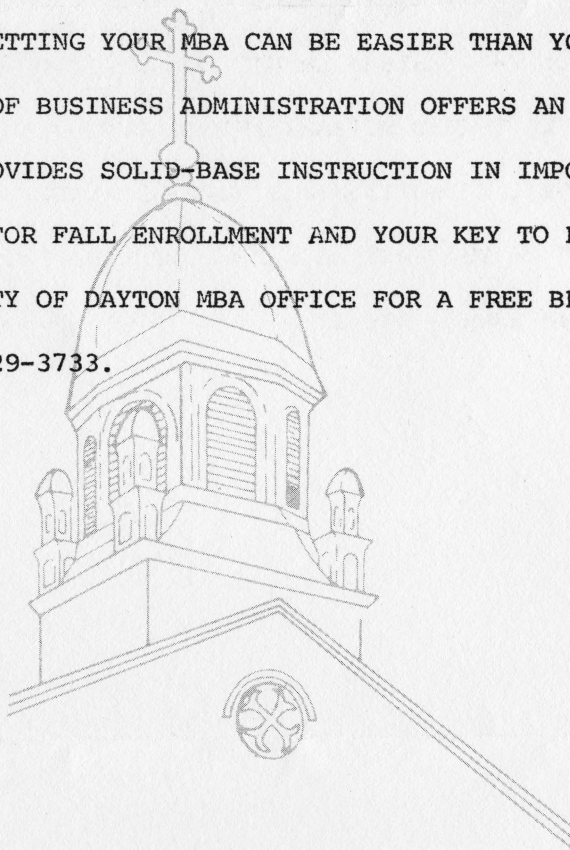 ETTING YOUR MBA CAN BE EASIER THAN YO
OF BUSINESS ADMINISTRATION OFFERS AN
OVIDES SOLID-BASE INSTRUCTION IN IMPO
FOR FALL ENROLLMENT AND YOUR KEY TO
TY OF DAYTON MBA OFFICE FOR A FREE B
29-3733.